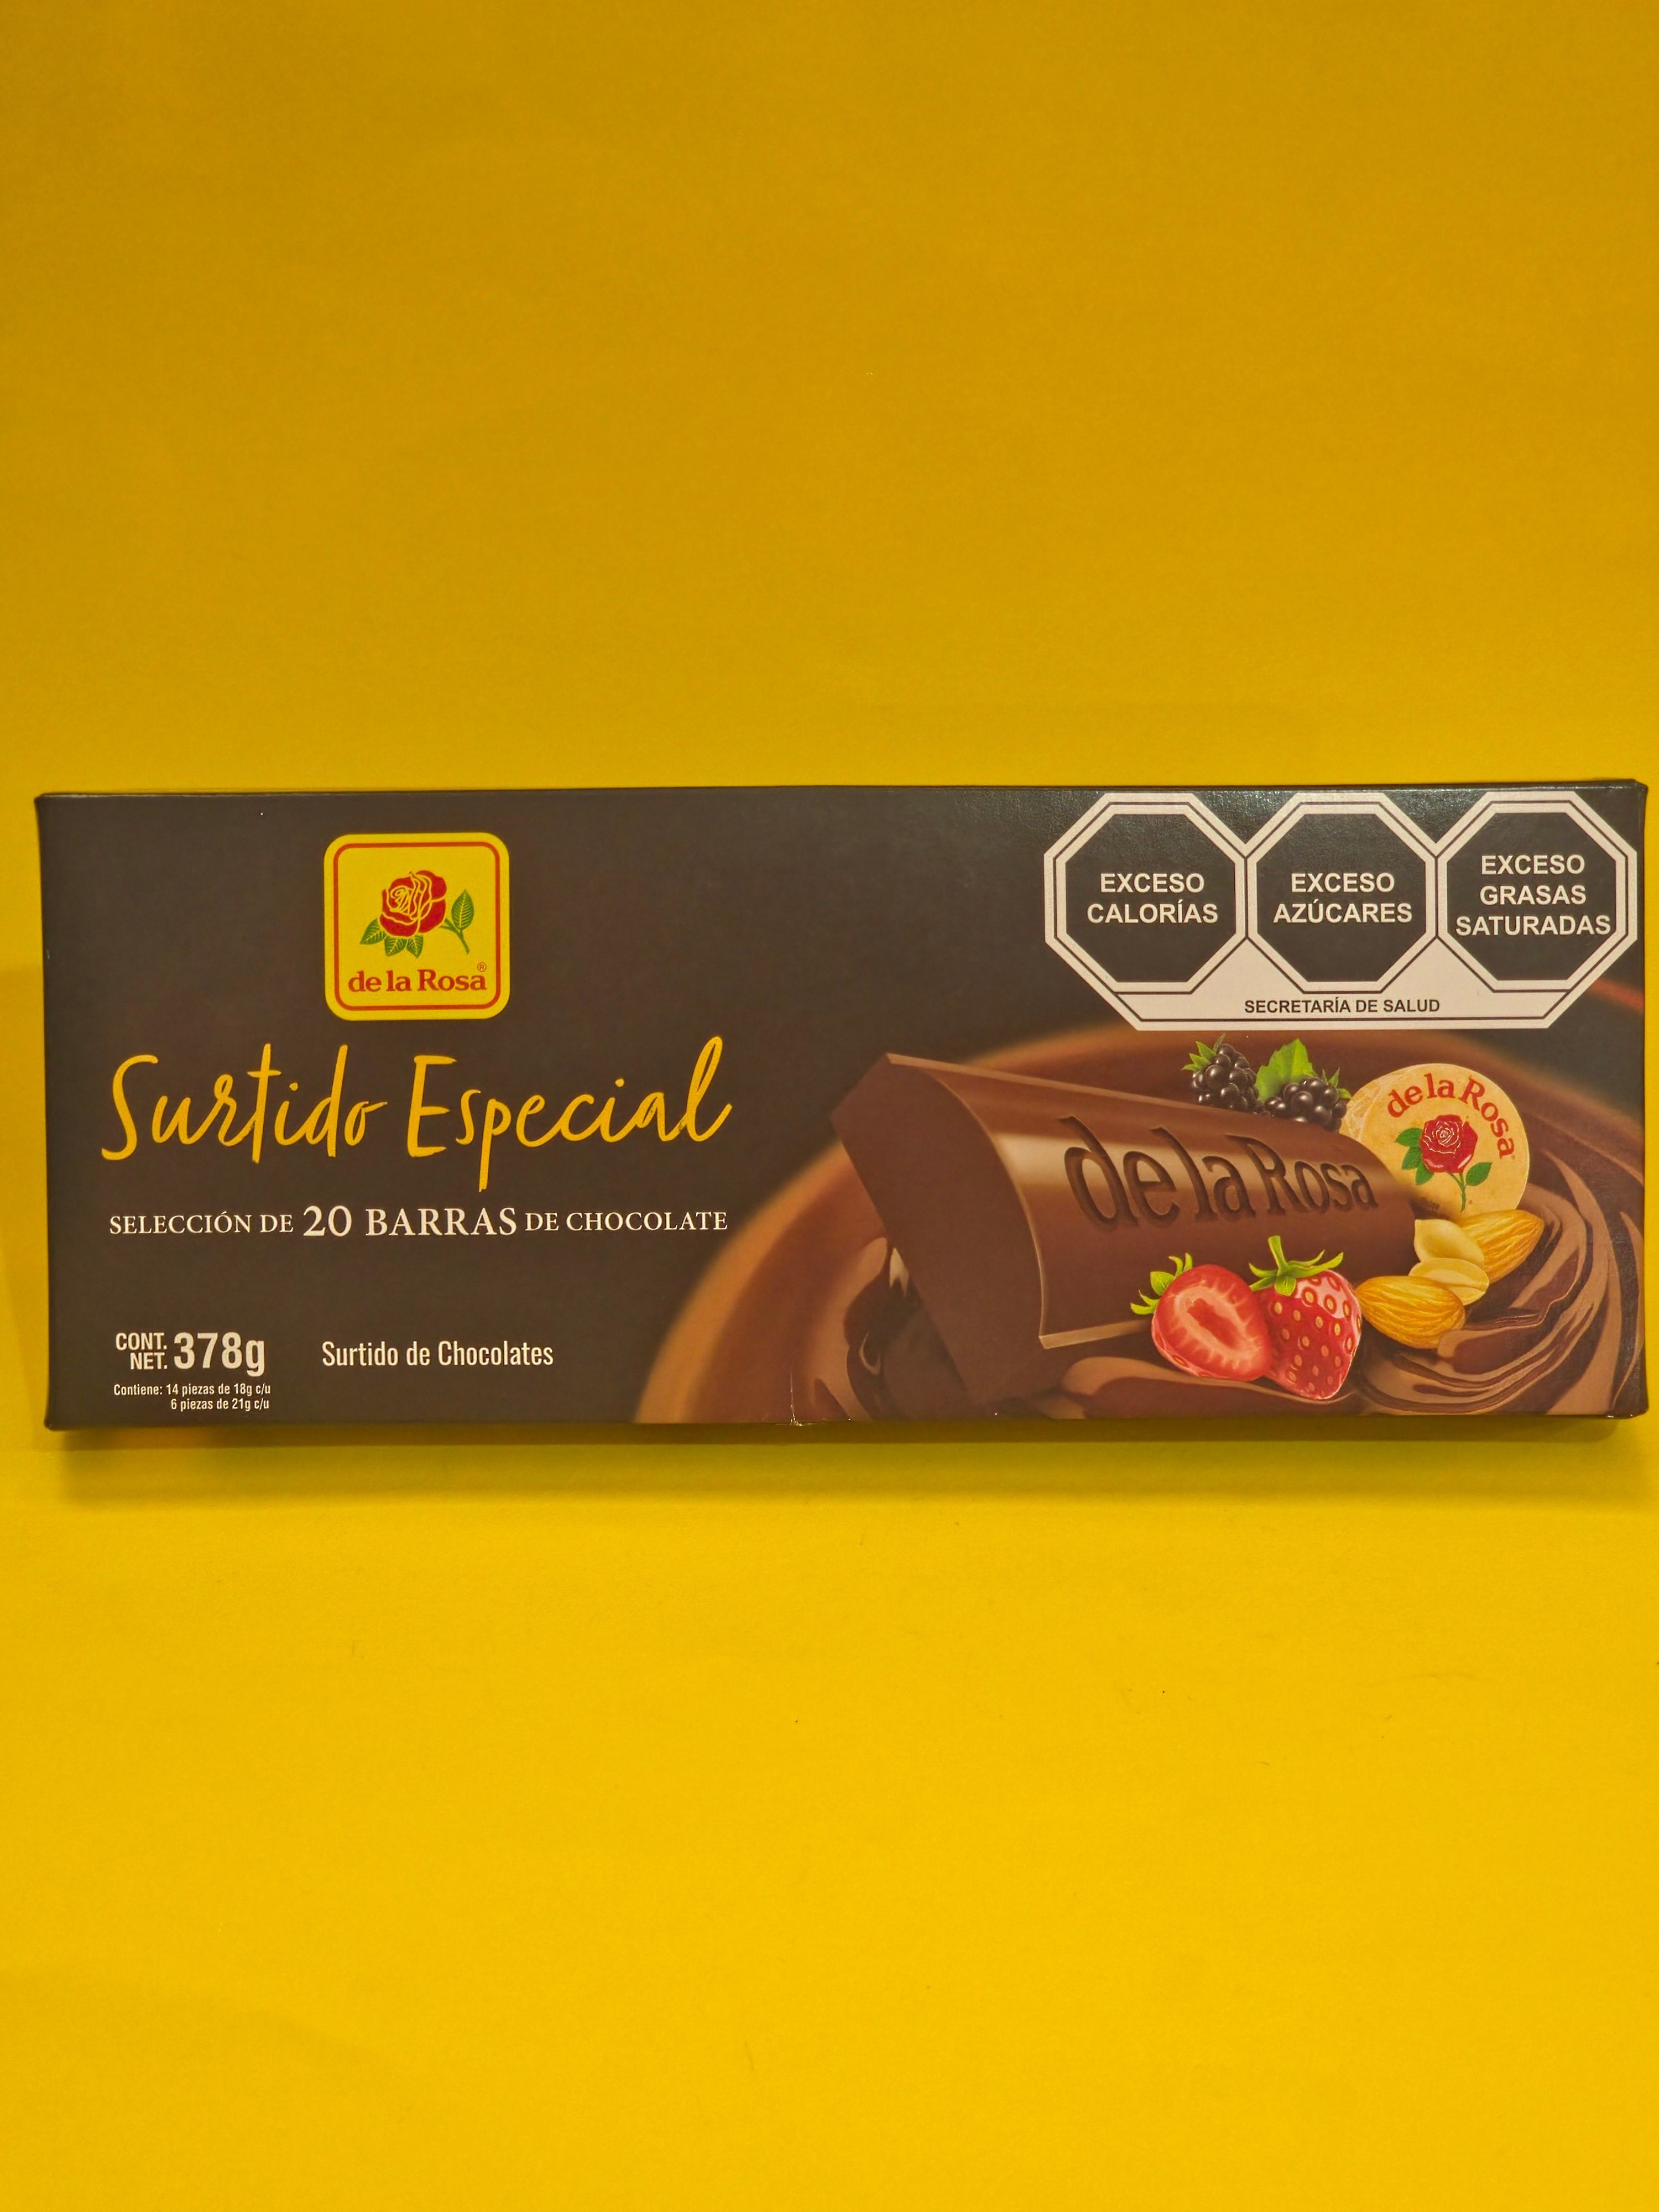 de la Rosa®
Surtido Especial
SELECCIÓN DE 20 BARRAS DE CHOCOLATE
CONT. NET. 378g
Contiene: 14 piezas de 18g c/u
6 piezas de 21g c/u
Surtido de Chocolates
EXCESO
CALORÍAS
EXCESO
AZÚCARES
EXCESO
GRASAS
SATURADAS
SECRETARÍA DE SALUD
de la Rosa
de la Rosa